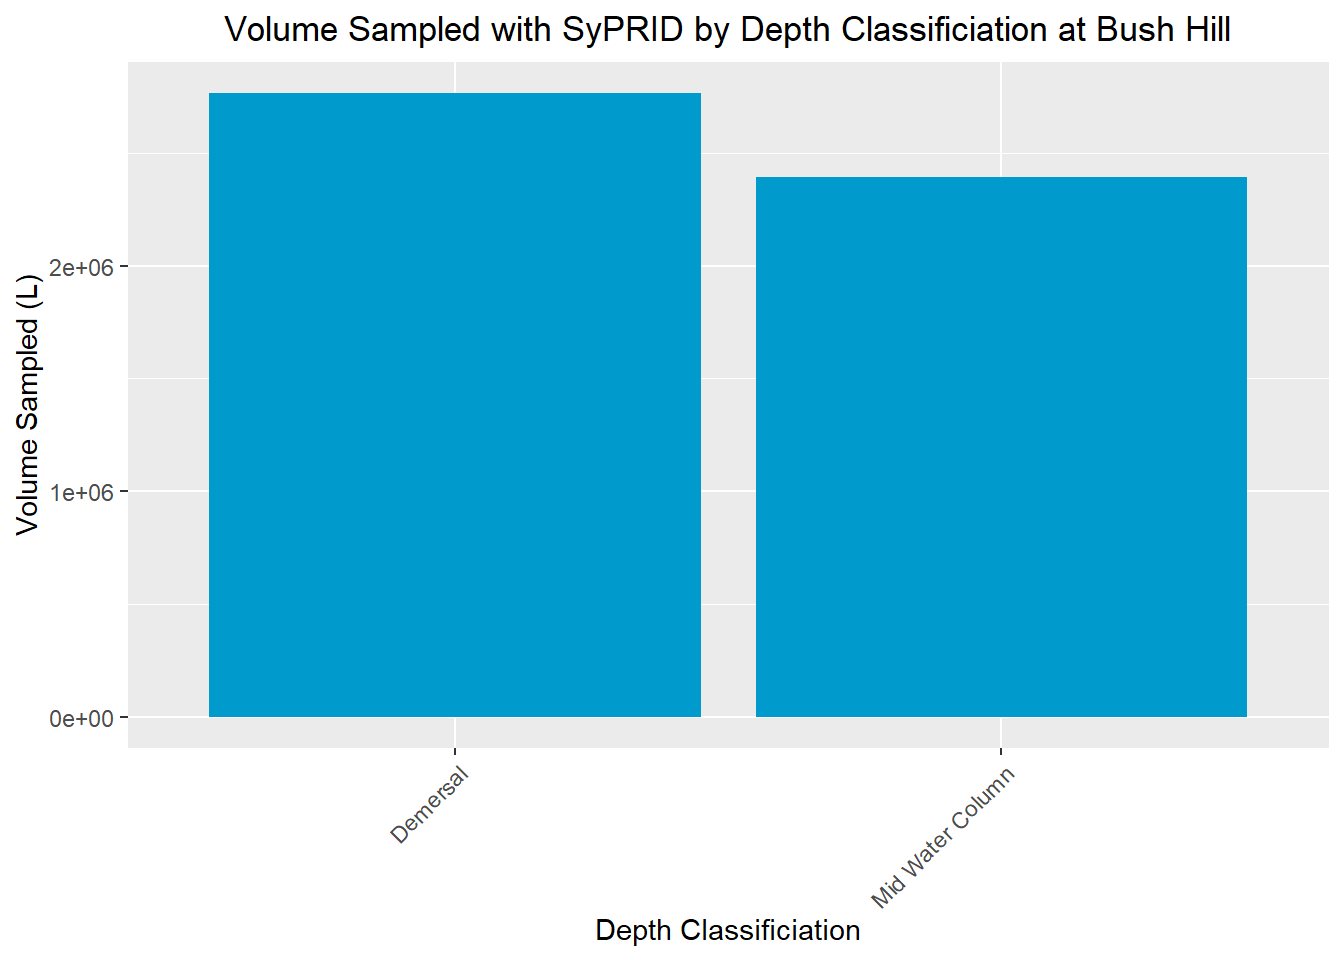 Volume Sampled with SyPRID by Depth Classificiation at Bush Hill
Volume Sampled (L)
2e+06
1e+06
0e+00
Demersal
Mid Water Column
Depth Classificiation